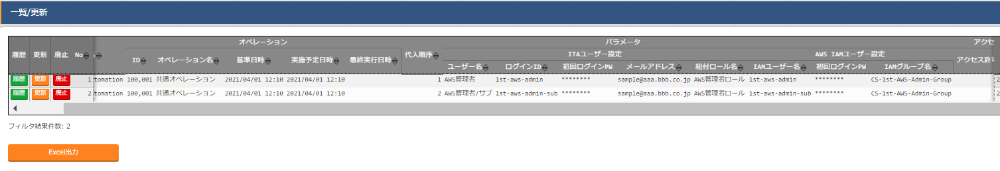 一覧/更新
オペレーション パラメータ アクセ
履歴 更新 廃止 No 代入順序 ITAユーザー設定 AWS IAMユーザー設定 アクセス許可
ID オペレーション名 基準日時 実施予定日時 最終実行日時
ユーザー名 ログインID 初回ログインPW メールアドレス 紐付ロール名 IAMユーザー名 初回ログインPW IAMグループ名
履歴 更新 廃止 1 tomation 100,001 共通オペレーション 2021/04/01 12:10 2021/04/01 12:10 1 AWS管理者 1st-aws-admin ******** sample@aaa.bbb.co.jp AWS管理者ロール 1st-aws-admin ******** CS-1st-AWS-Admin-Group
履歴 更新 廃止 2 tomation 100,001 共通オペレーション 2021/04/01 12:10 2021/04/01 12:10 2 AWS管理者/サブ 1st-aws-admin-sub ******** sample@aaa.bbb.co.jp AWS管理者ロール 1st-aws-admin-sub ******** CS-1st-AWS-Admin-Group
フィルタ結果件数: 2
Excel出力